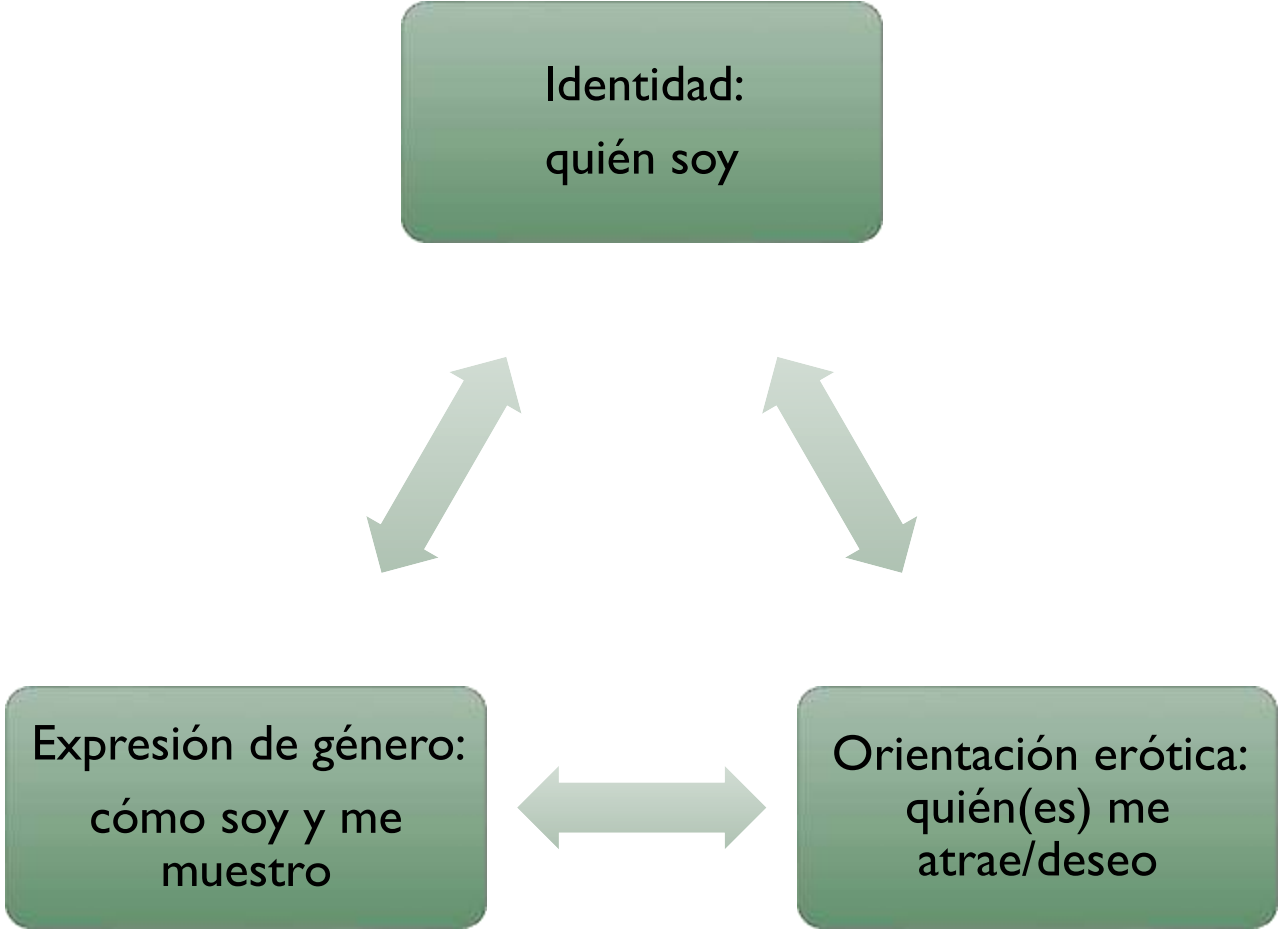 Identidad:
quién soy
Expresión de género:
cómo soy y me
muestro
Orientación erótica:
quién(es) me
atrae/deseo